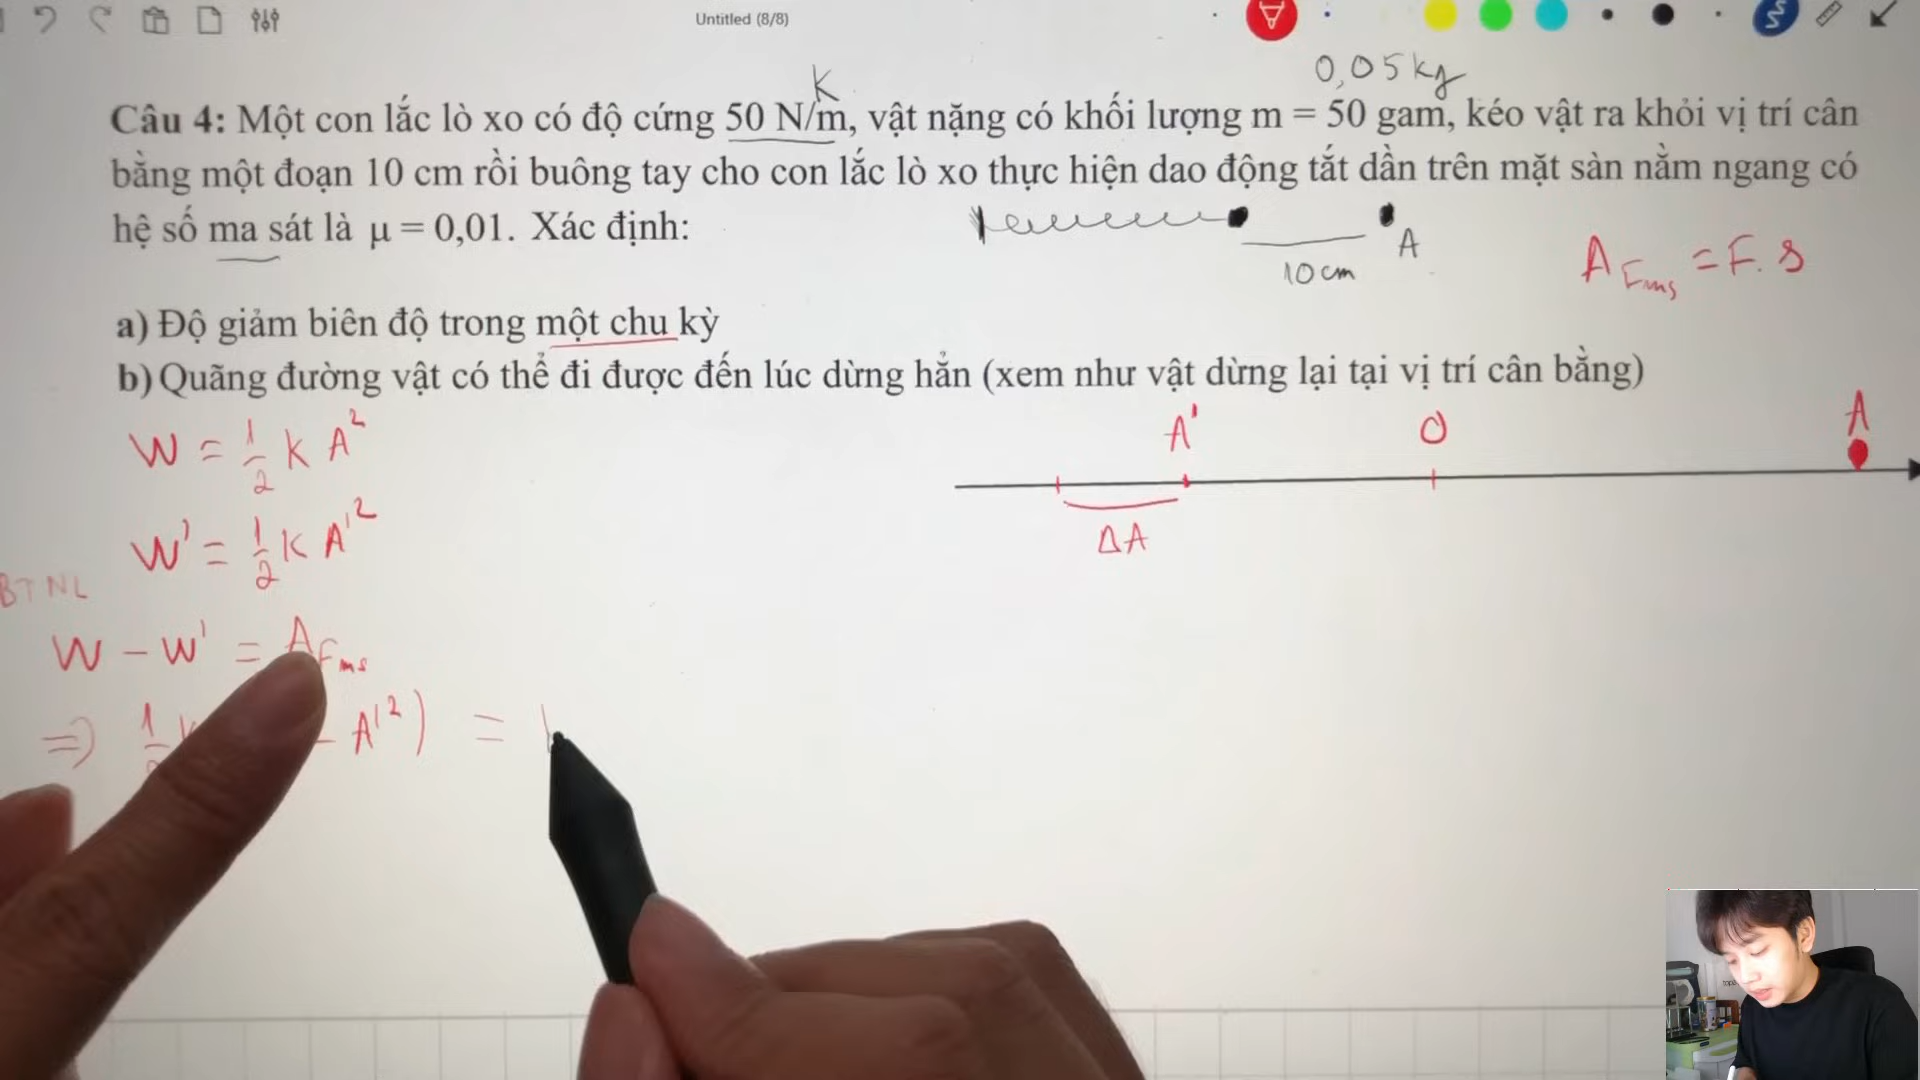 Untitled (8/8)
K
0,05 kg
Câu 4: Một con lắc lò xo có độ cứng 50 N/m, vật nặng có khối lượng m = 50 gam, kéo vật ra khỏi vị trí cân
bằng một đoạn 10 cm rồi buông tay cho con lắc lò xo thực hiện dao động tắt dần trên mặt sàn nằm ngang có
hệ số ma sát là μ = 0,01. Xác định:
A
10 cm
A Fms = F. s
a) Độ giảm biên độ trong một chu kỳ
b) Quãng đường vật có thể đi được đến lúc dừng hẳn (xem như vật dừng lại tại vị trí cân bằng)
A' O A
ΔA
W = 1/2 K A²
W' = 1/2 K A'²
BTNL
W - W' = A Fms
=> 1 - A'²) =